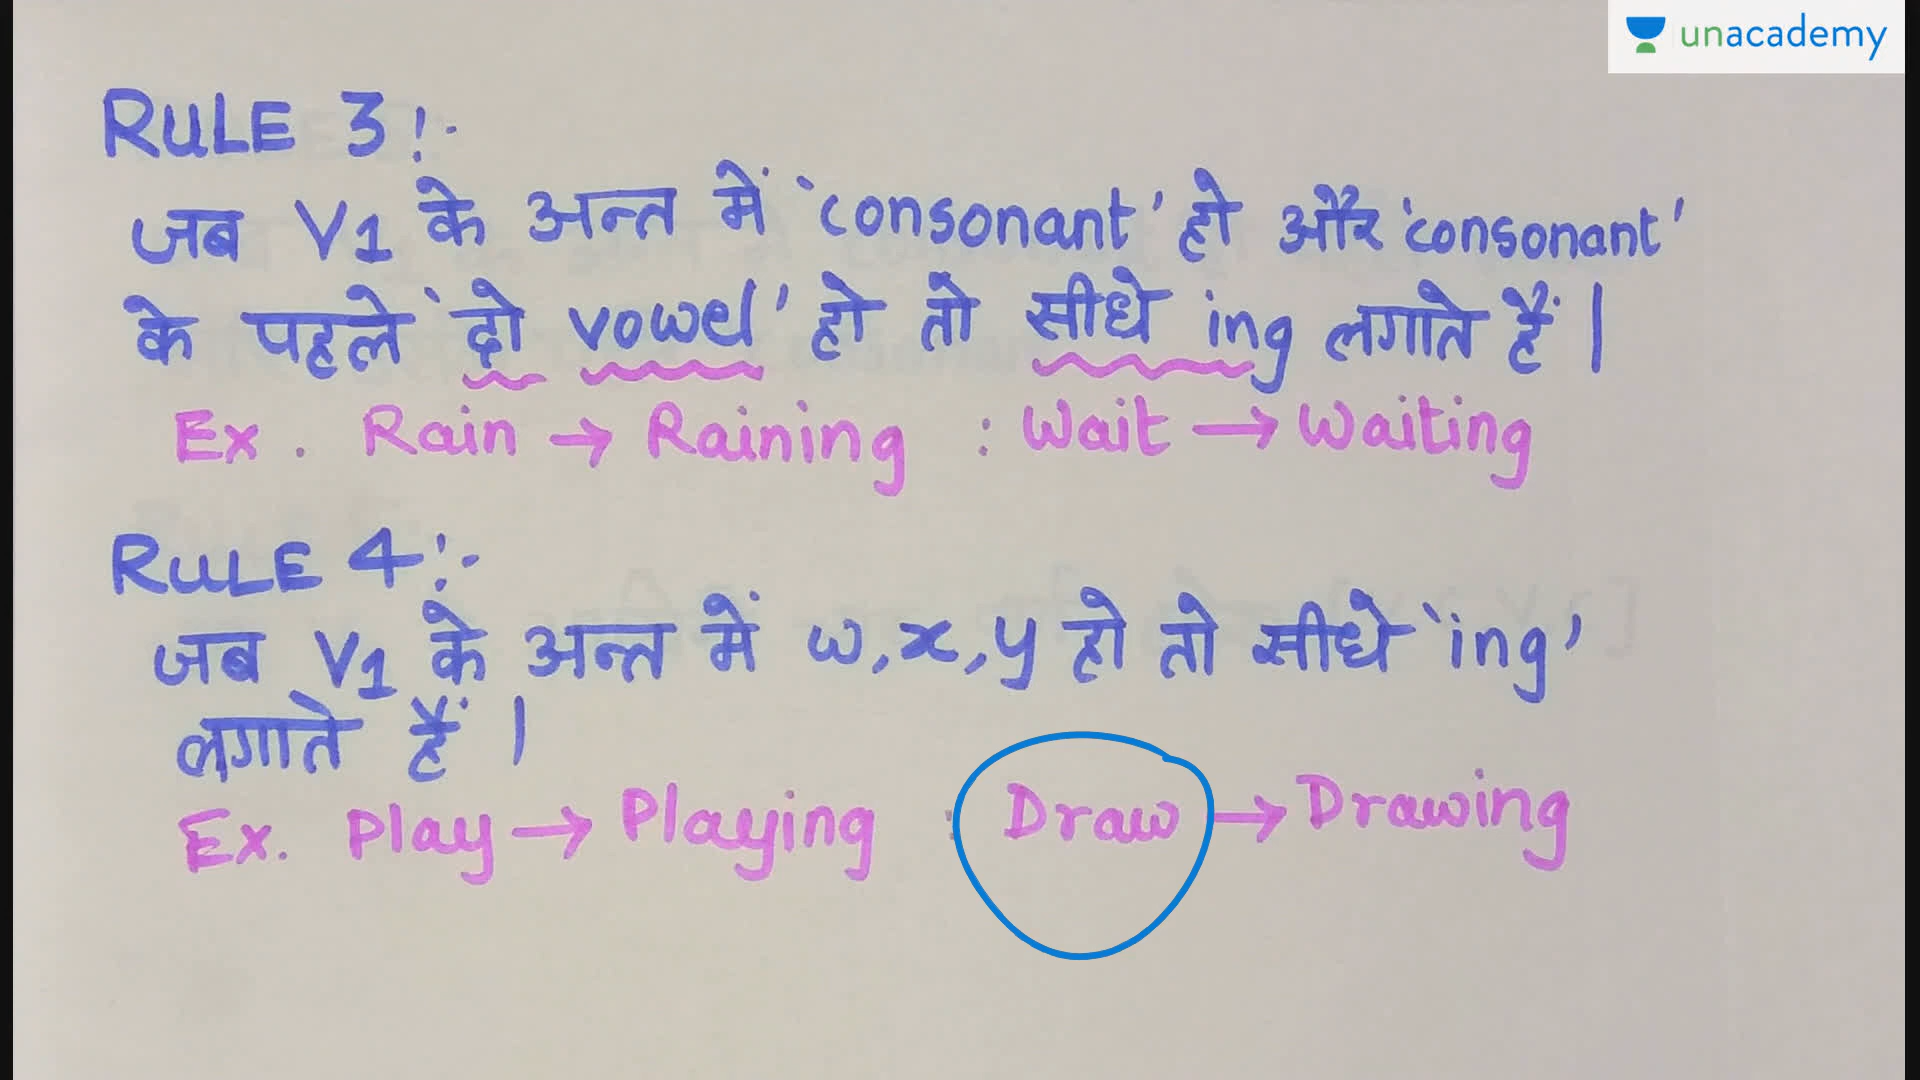 unacademy
RULE 3:-
जब V1 के अन्त में 'consonant' हो और 'consonant'
के पहले 'दो vowel' हो तो सीधे ing लगाते हैं |
Ex. Rain → Raining : Wait → Waiting
RULE 4:-
जब V1 के अन्त में w, x, y हो तो सीधे 'ing'
लगाते हैं |
Ex. Play → Playing : Draw → Drawing